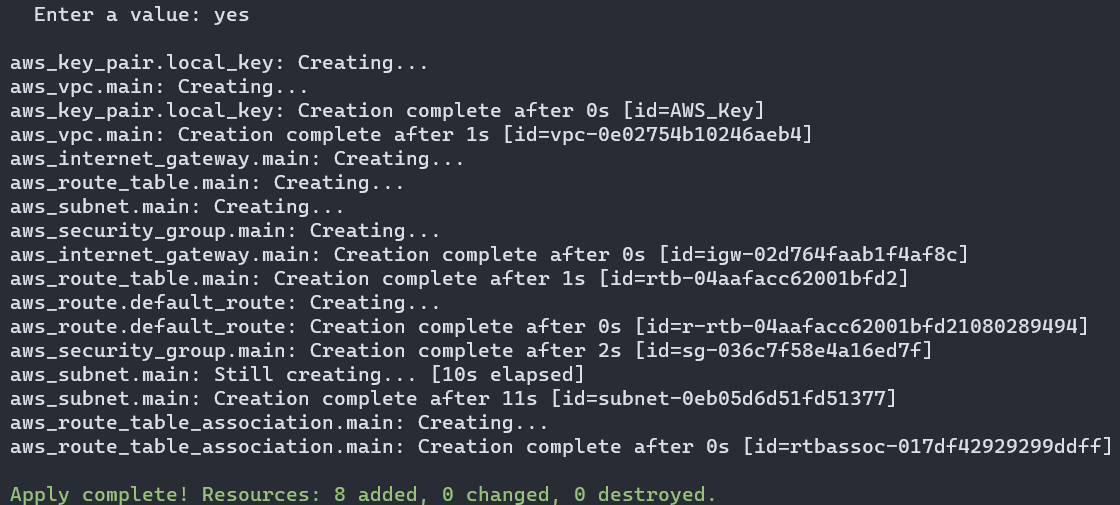 Enter a value: yes
aws_key_pair.local_key: Creating...
aws_vpc.main: Creating...
aws_key_pair.local_key: Creation complete after 0s [id=AWS_Key]
aws_vpc.main: Creation complete after 1s [id=vpc-0e02754b10246aeb4]
aws_internet_gateway.main: Creating...
aws_route_table.main: Creating...
aws_subnet.main: Creating...
aws_security_group.main: Creating...
aws_internet_gateway.main: Creation complete after 0s [id=igw-02d764faab1f4af8c]
aws_route_table.main: Creation complete after 1s [id=rtb-04aafacc62001bfd2]
aws_route.default_route: Creating...
aws_route.default_route: Creation complete after 0s [id=r-rtb-04aafacc62001bfd21080289494]
aws_security_group.main: Creation complete after 2s [id=sg-036c7f58e4a16ed7f]
aws_subnet.main: Still creating... [10s elapsed]
aws_subnet.main: Creation complete after 11s [id=subnet-0eb05d6d51fd51377]
aws_route_table_association.main: Creating...
aws_route_table_association.main: Creation complete after 0s [id=rtbassoc-017df42929299ddff]
Apply complete! Resources: 8 added, 0 changed, 0 destroyed.